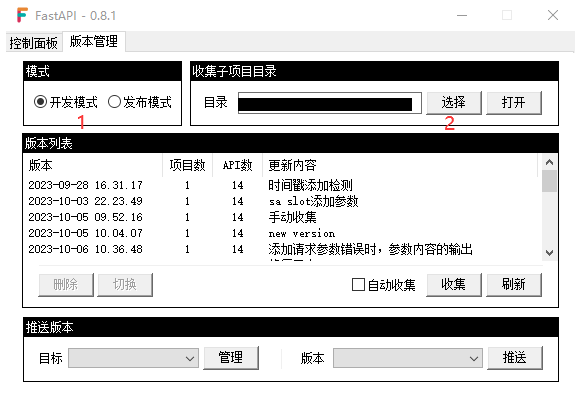 FastAPI - 0.8.1
控制面板 版本管理
模式
开发模式 发布模式
1
收集子项目目录
目录 选择 打开
2
版本列表
版本 项目数 API数 更新内容
2023-09-28 16.31.17 1 14 时间戳添加检测
2023-10-03 22.23.49 1 14 sa slot添加参数
2023-10-05 09.52.16 1 14 手动收集
2023-10-05 10.04.07 1 14 new version
2023-10-06 10.36.48 1 14 添加请求参数错误时，参数内容的输出
删除 切换 自动收集 收集 刷新
推送版本
目标 管理 版本 推送